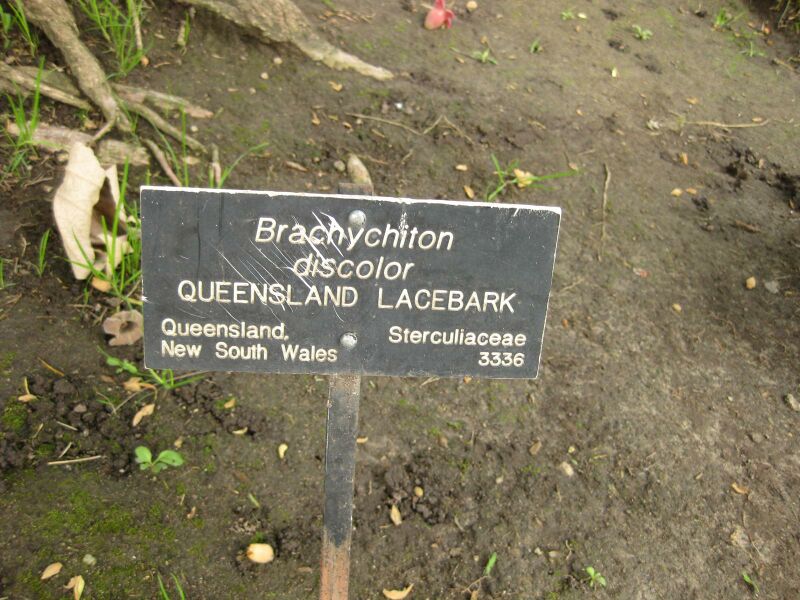 Brachychiton
discolor
QUEENSLAND LACEBARK
Queensland,
New South Wales
Sterculiaceae
3336